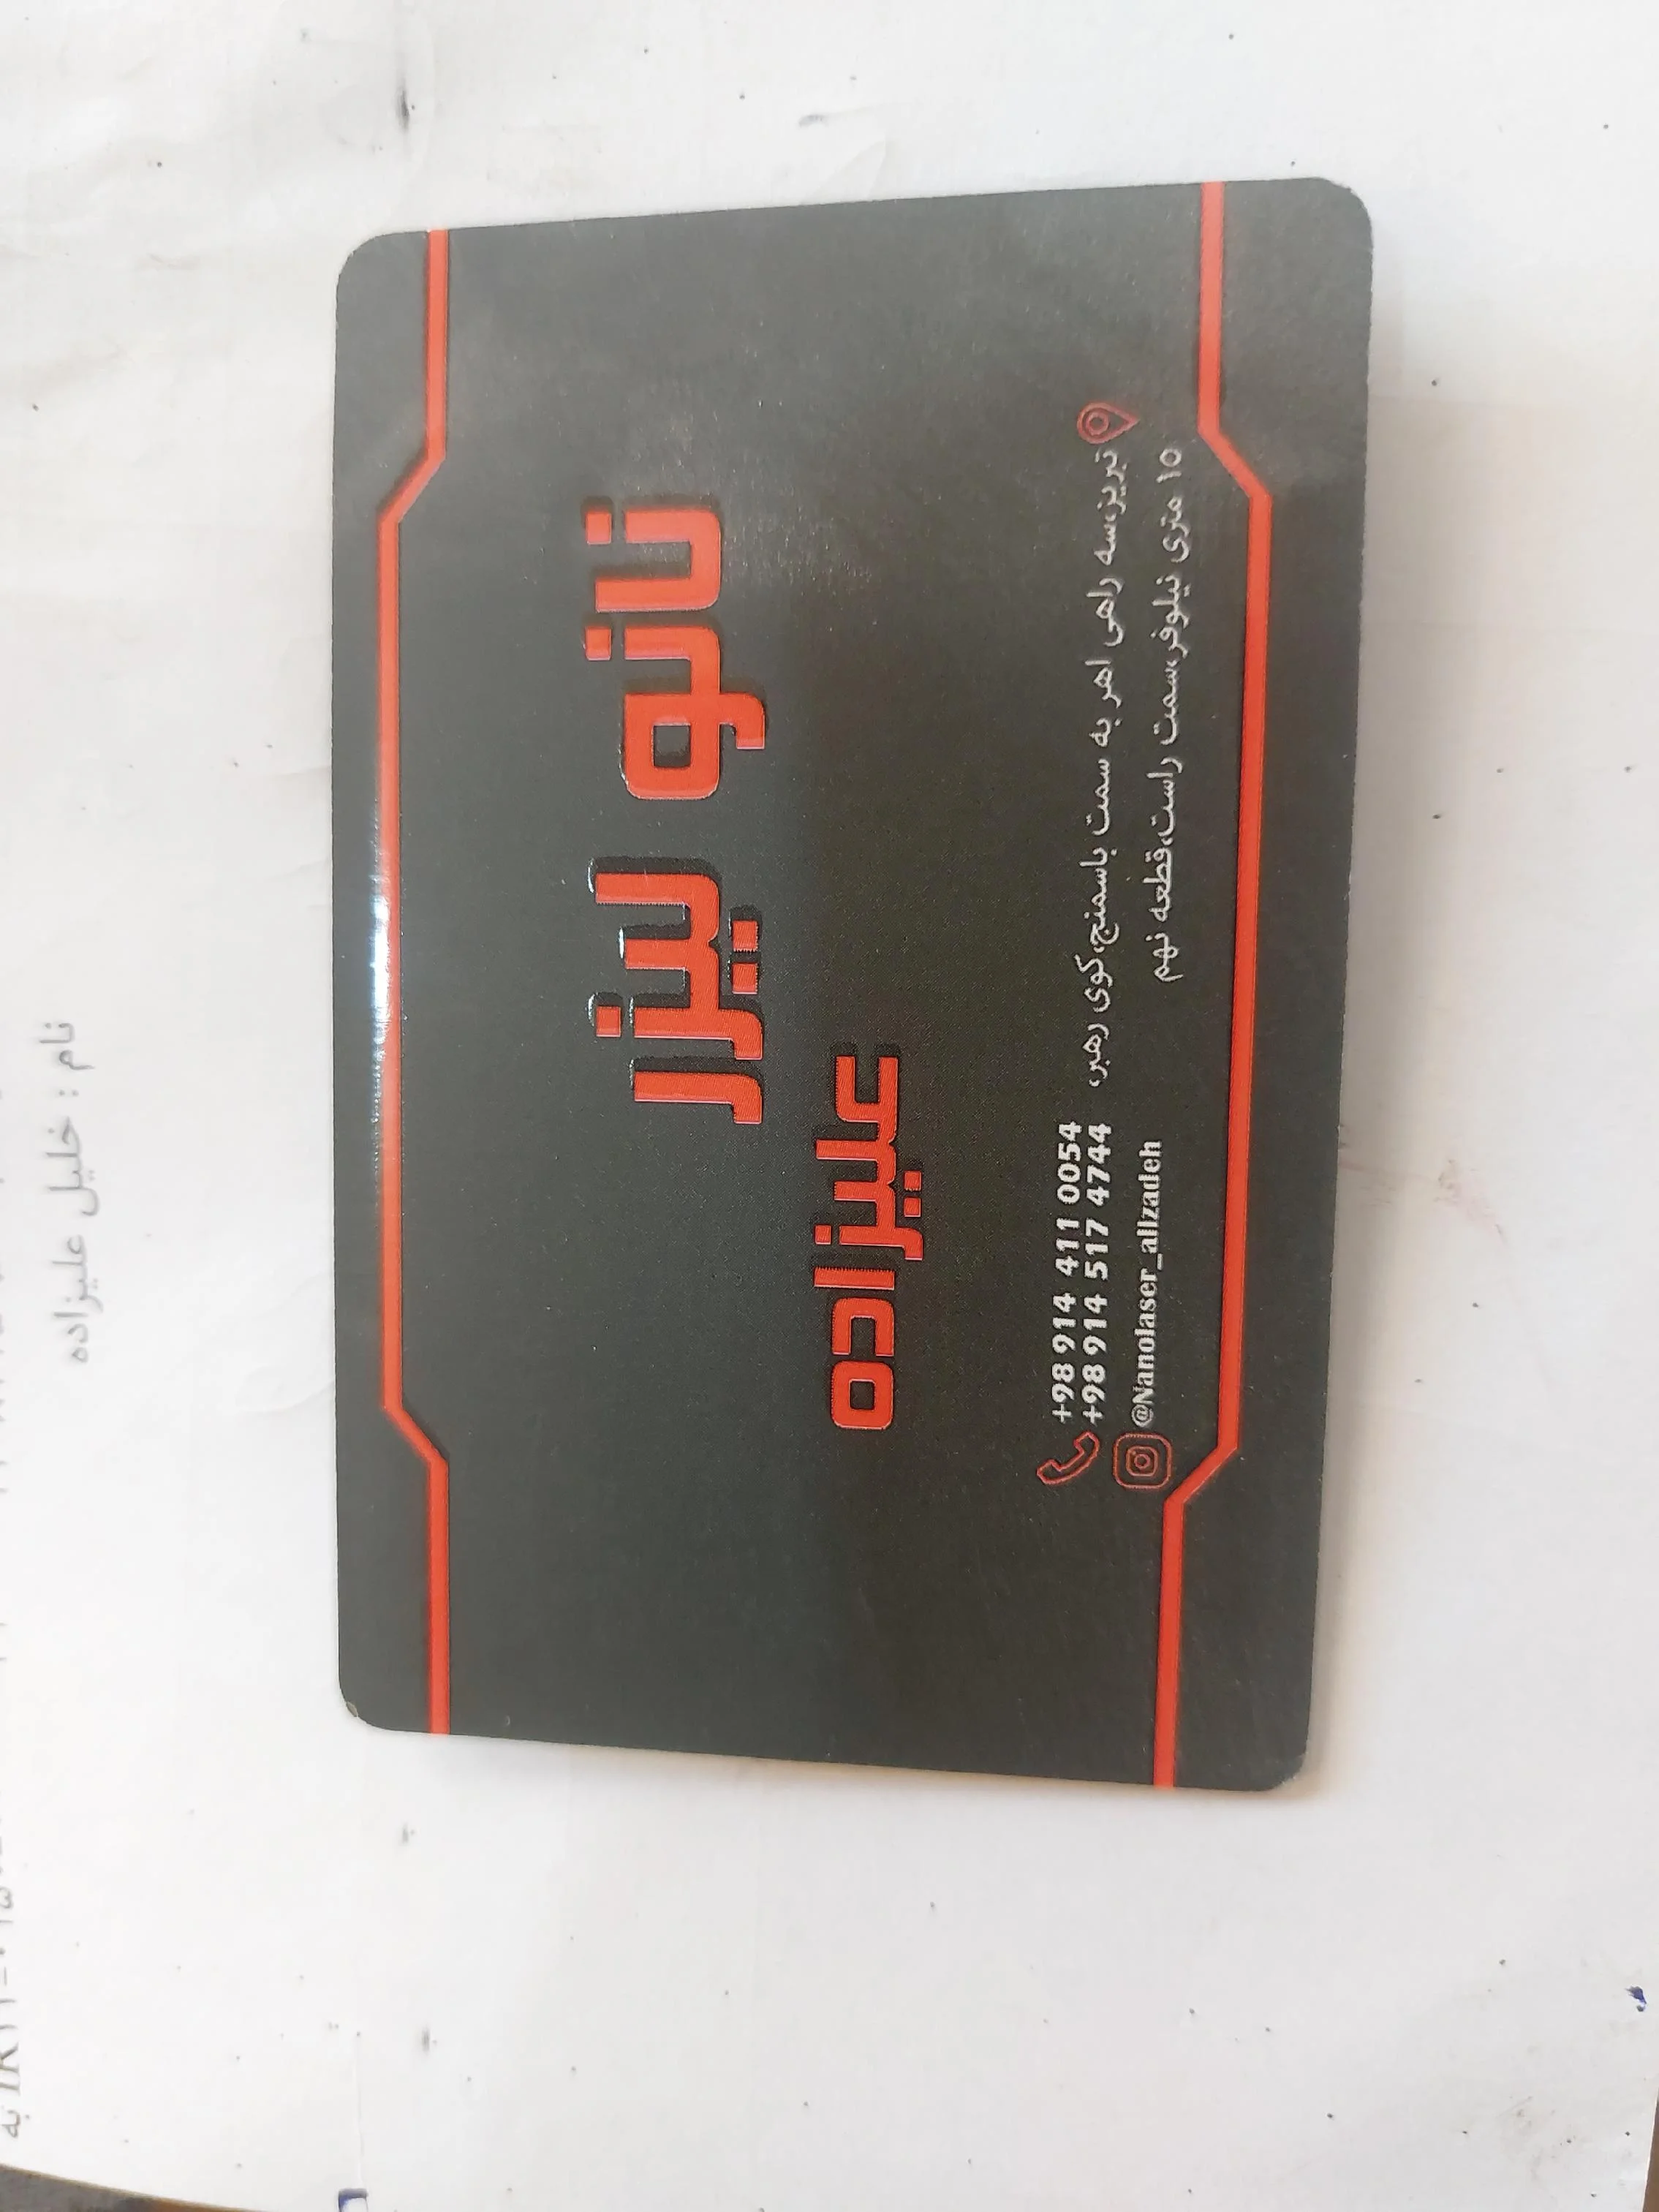 نام : خلیل علیزاده
نانو لیزر
علیزاده
+98 914 411 0054
+98 914 517 4744
@Nanolaser_alizadeh
تبریز،سه راهی اهر به سمت باسمنج،کوی رهبر،
۱۵ متری نیلوفر،سمت راست،قطعه نهم